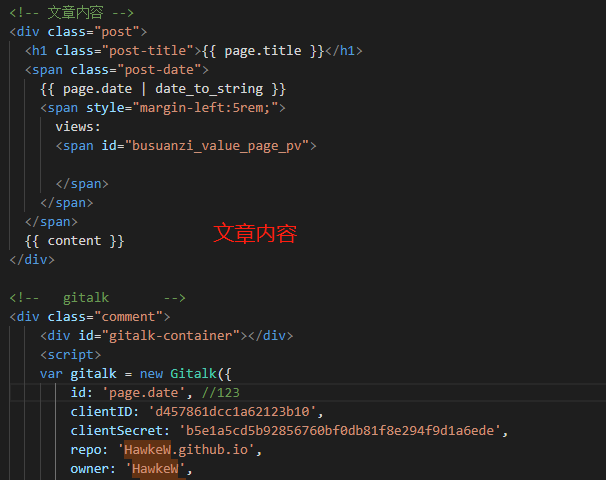 <!-- 文章内容 -->
<div class="post">
<h1 class="post-title">{{ page.title }}</h1>
<span class="post-date">
{{ page.date | date_to_string }}
<span style="margin-left:5rem;">
views:
<span id="busuanzi_value_page_pv">
</span>
</span>
</span>
文章内容
{{ content }}
</div>
<!-- gitalk -->
<div class="comment">
<div id="gitalk-container"></div>
<script>
var gitalk = new Gitalk({
id: 'page.date', //123
clientID: 'd457861dcc1a62123b10',
clientSecret: 'b5e1a5cd5b92856760bf0db81f8e294f9d1a6ede',
repo: 'HawkeW.github.io',
owner: 'HawkeW',